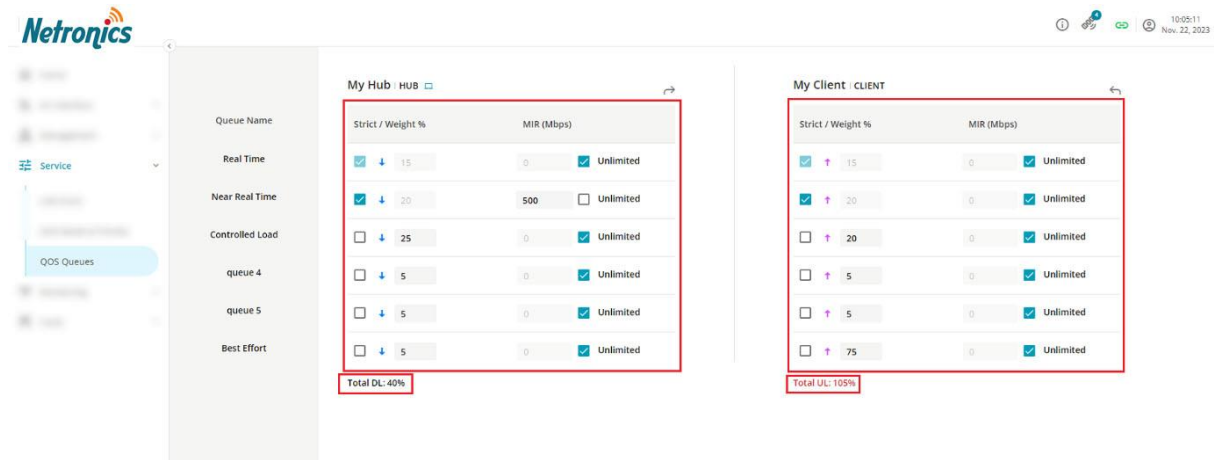 Netronics
4
10:05:11
Nov. 22, 2023
My Hub | HUB
My Client | CLIENT
Queue Name
Strict / Weight % MIR (Mbps)
Strict / Weight % MIR (Mbps)
Real Time 15 0 Unlimited 15 0 Unlimited
Service
Near Real Time 20 500 Unlimited 20 0 Unlimited
Controlled Load 25 0 Unlimited 20 0 Unlimited
QOS Queues
queue 4 5 0 Unlimited 5 0 Unlimited
queue 5 5 0 Unlimited 5 0 Unlimited
Best Effort 5 0 Unlimited 75 0 Unlimited
Total DL: 40%
Total UL: 105%